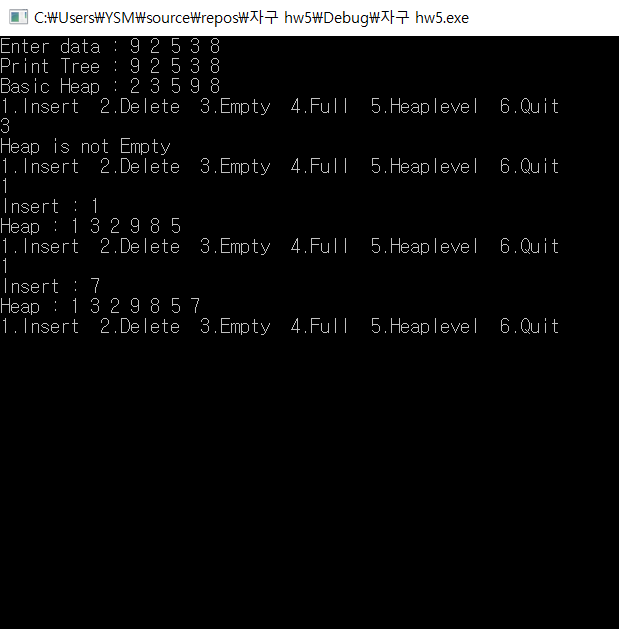 C:₩Users₩YSM₩source₩repos₩자구 hw5₩Debug₩자구 hw5.exe
Enter data : 9 2 5 3 8
Print Tree : 9 2 5 3 8
Basic Heap : 2 3 5 9 8
1.Insert  2.Delete  3.Empty  4.Full  5.Heaplevel  6.Quit
3
Heap is not Empty
1.Insert  2.Delete  3.Empty  4.Full  5.Heaplevel  6.Quit
1
Insert : 1
Heap : 1 3 2 9 8 5
1.Insert  2.Delete  3.Empty  4.Full  5.Heaplevel  6.Quit
1
Insert : 7
Heap : 1 3 2 9 8 5 7
1.Insert  2.Delete  3.Empty  4.Full  5.Heaplevel  6.Quit